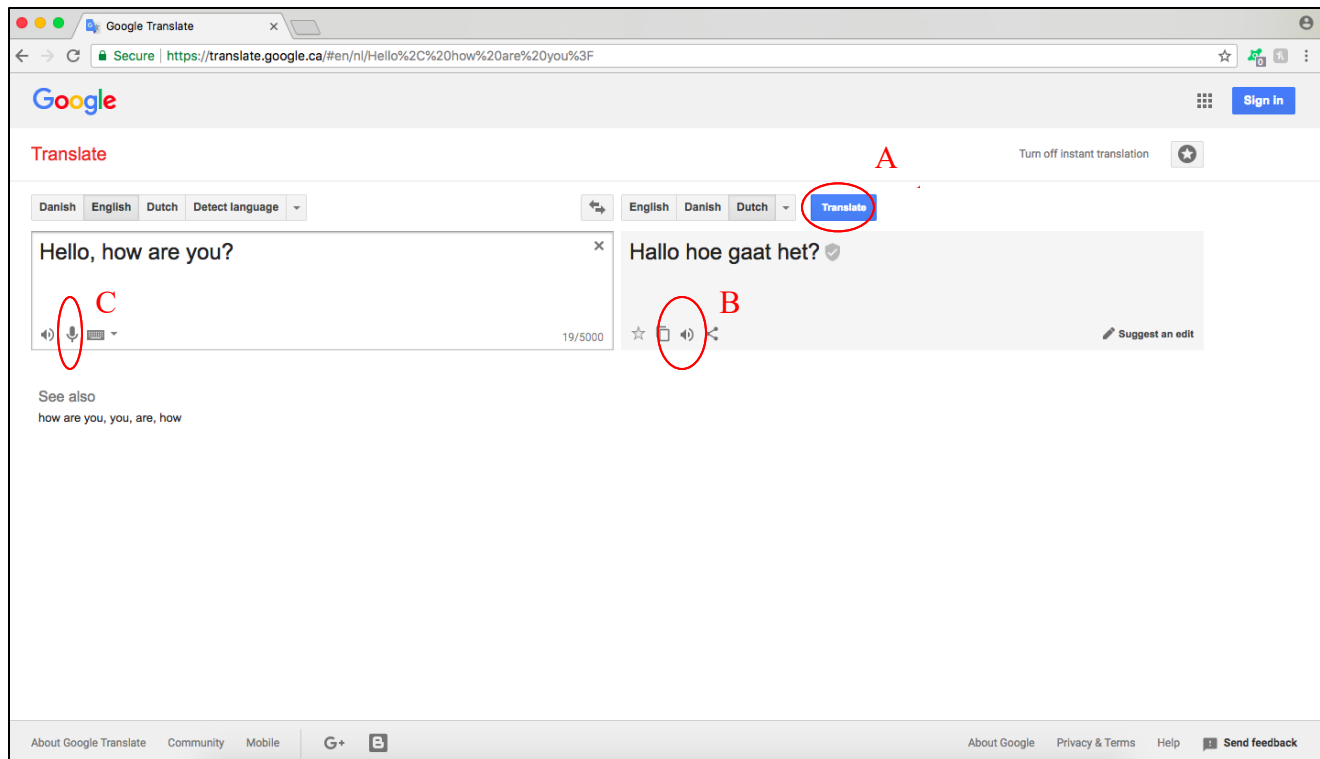 Google Translate
Secure https://translate.google.ca/#en/nl/Hello%2C%20how%20are%20you%3F
0
Google
Sign in
Translate
Turn off instant translation
A
Danish English Dutch Detect language
English Danish Dutch Translate
Hello, how are you?
Hallo hoe gaat het?
C
B
19/5000
Suggest an edit
See also
how are you, you, are, how
About Google Translate Community Mobile G+ B
About Google Privacy & Terms Help Send feedback